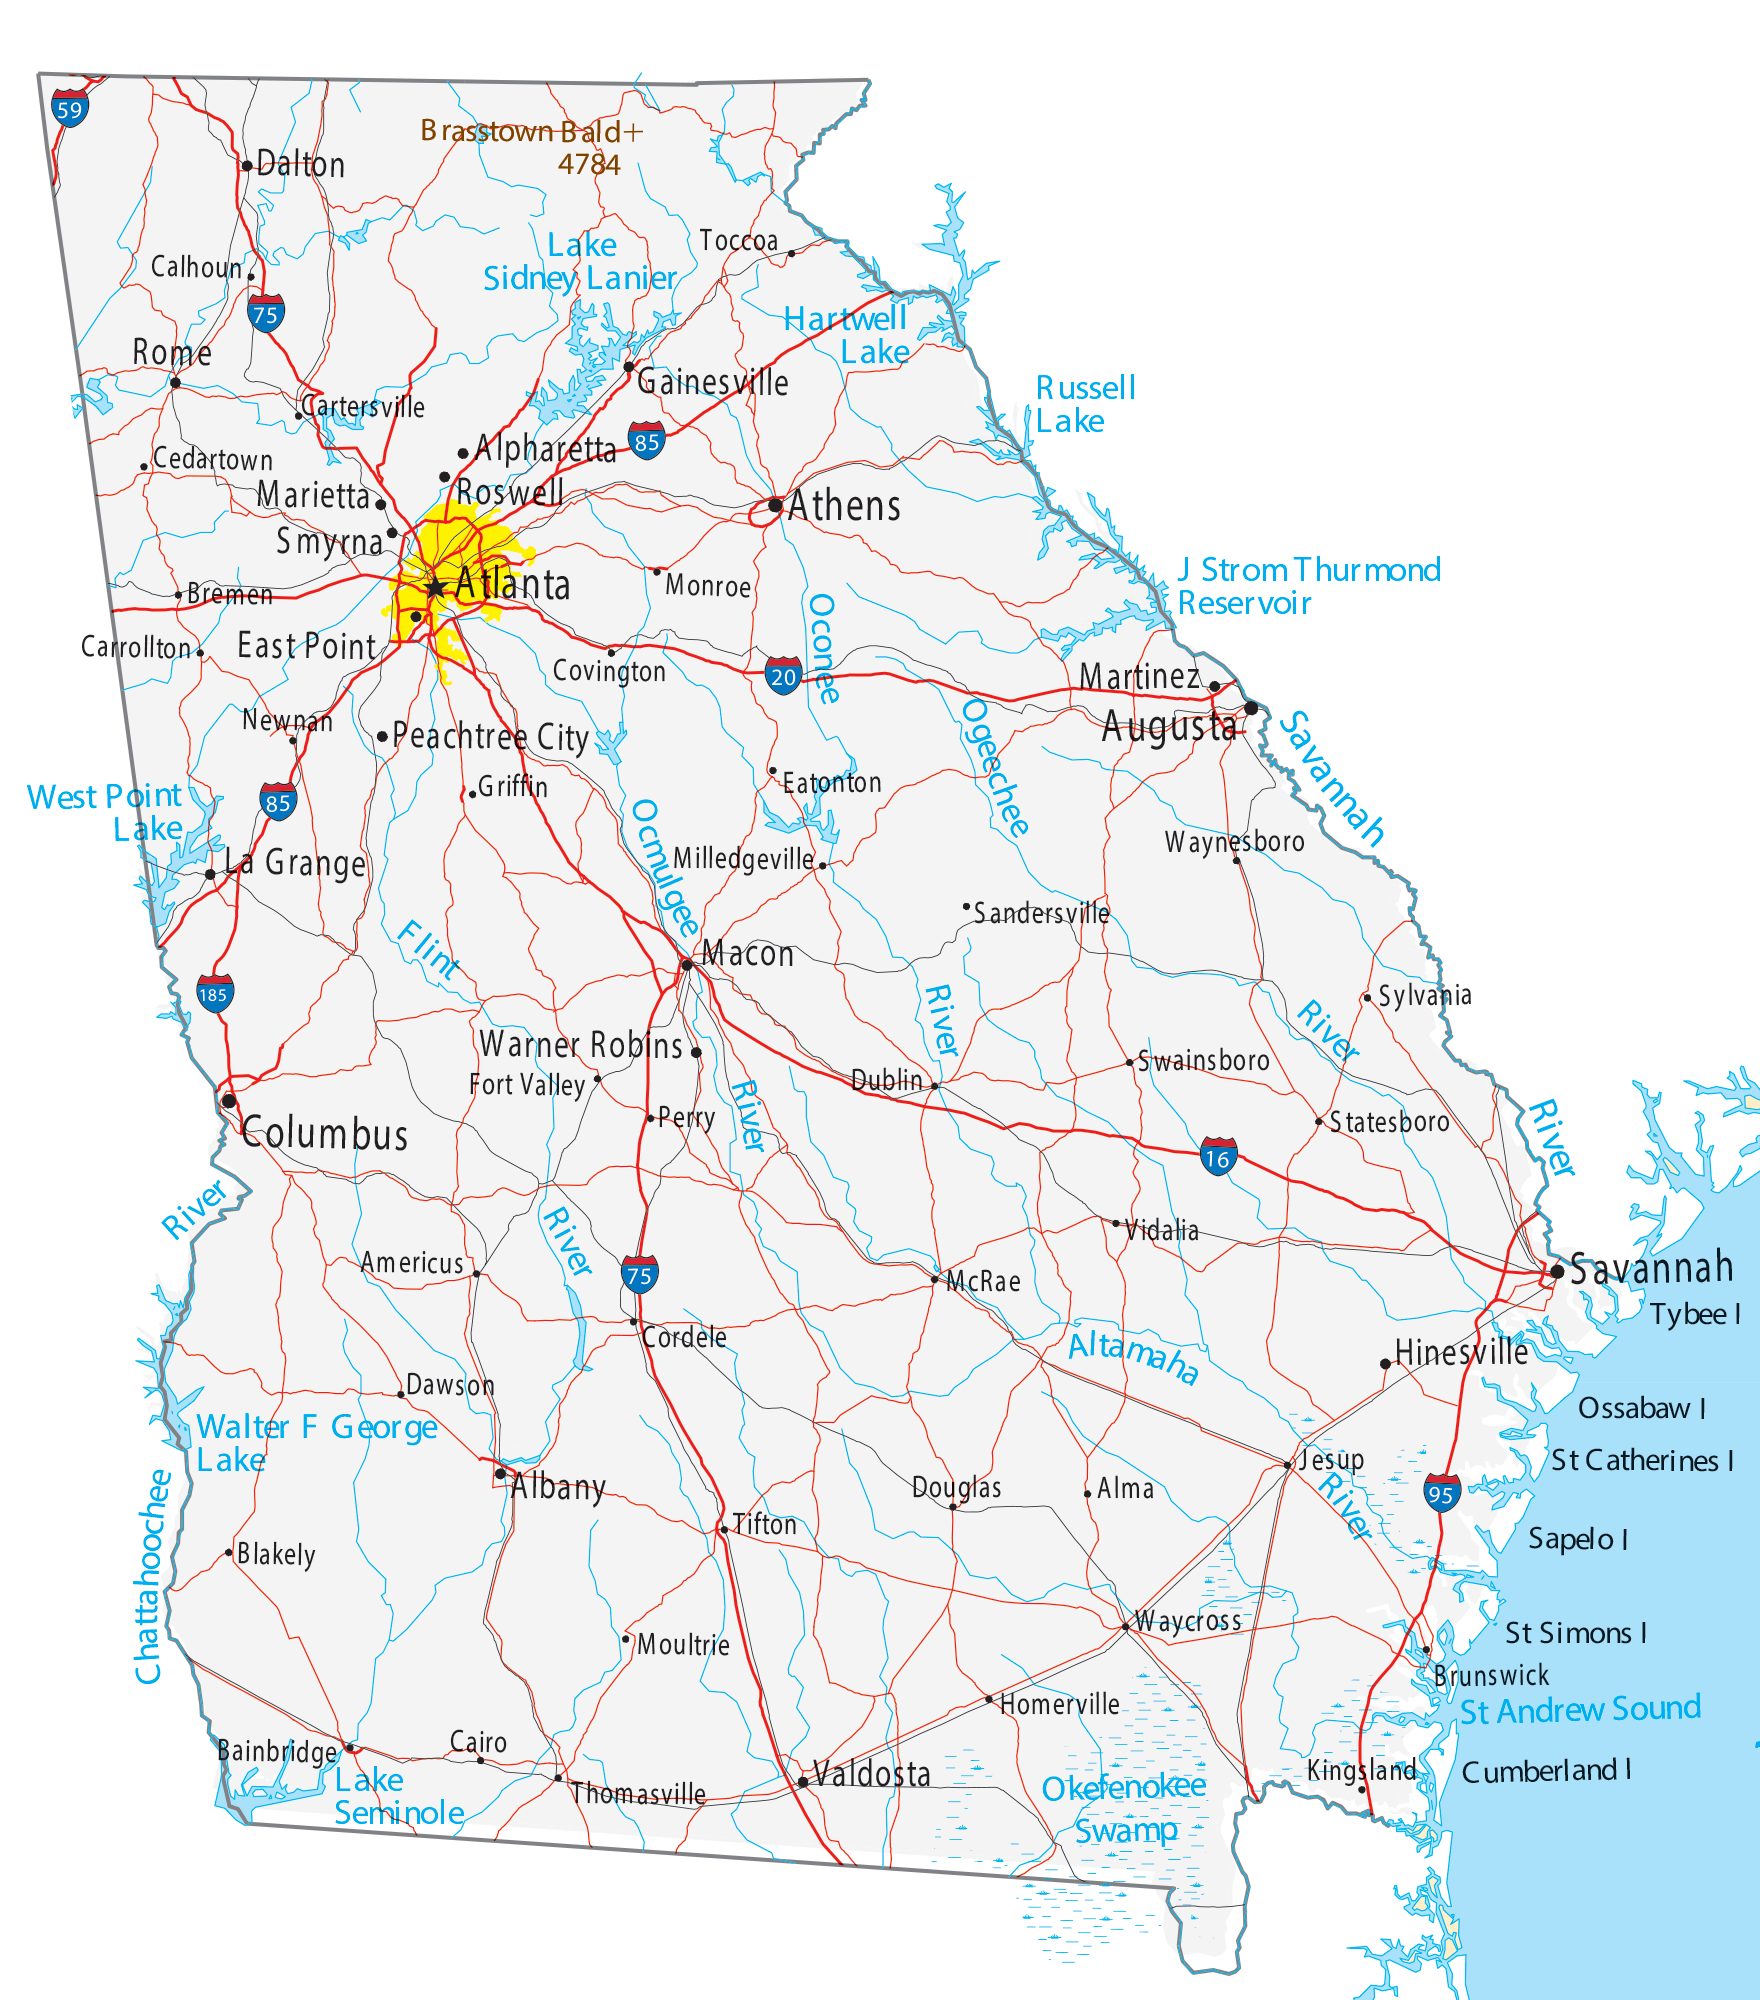 59
Brasstown Bald+
4784
Dalton
Toccoa
Lake
Sidney Lanier
Calhoun
75
Hartwell
Lake
Rome
Gainesville
Russell
Lake
Cartersville
85
Alpharetta
Cedartown
Marietta
Roswell
Athens
Smyrna
J Strom Thurmond
Reservoir
Atlanta
Monroe
Bremen
Oconee
East Point
Carrollton
Covington
20
Martinez
Augusta
Newnan
Peachtree City
Ogeechee
Savannah
Griffin
Eatonton
West Point
Lake
85
Ocmulgee
Waynesboro
La Grange
Milledgeville
Sandersville
Flint
Macon
185
Sylvania
River
River
Warner Robins
Fort Valley
Dublin
Swainsboro
Perry
River
Statesboro
Columbus
River
16
River
River
Vidalia
Americus
75
McRae
Savannah
Tybee I
Cordele
Altamaha
Hinesville
Dawson
Ossabaw I
Walter F George
Lake
St Catherines I
Jesup
Albany
Douglas
Alma
95
River
Tifton
Sapelo I
Blakely
Chattahoochee
Waycross
St Simons I
Moultrie
Brunswick
Homerville
St Andrew Sound
Bainbridge
Cairo
Kingsland
Cumberland I
Lake
Seminole
Thomasville
Valdosta
Okefenokee
Swamp